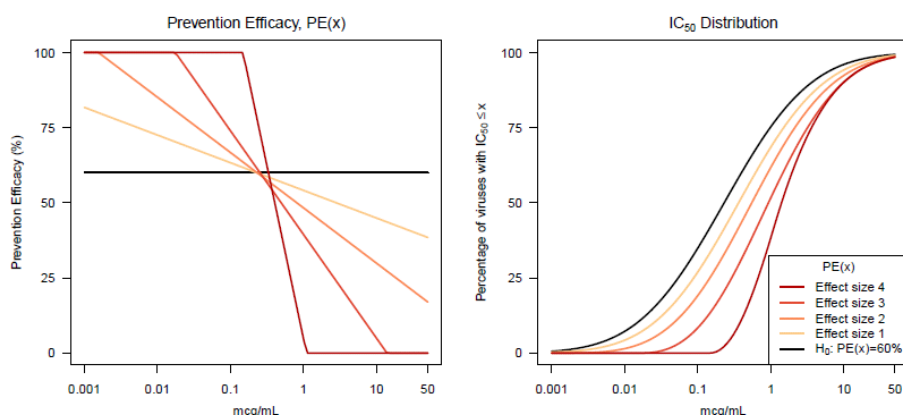 Prevention Efficacy, PE(x)
Prevention Efficacy (%)
100
75
50
25
0
0.001
0.01
0.1
1
10
50
mcg/mL
IC50 Distribution
Percentage of viruses with IC50 ≤ x
100
75
50
25
0
0.001
0.01
0.1
1
10
50
mcg/mL
PE(x)
Effect size 4
Effect size 3
Effect size 2
Effect size 1
H0: PE(x)=60%